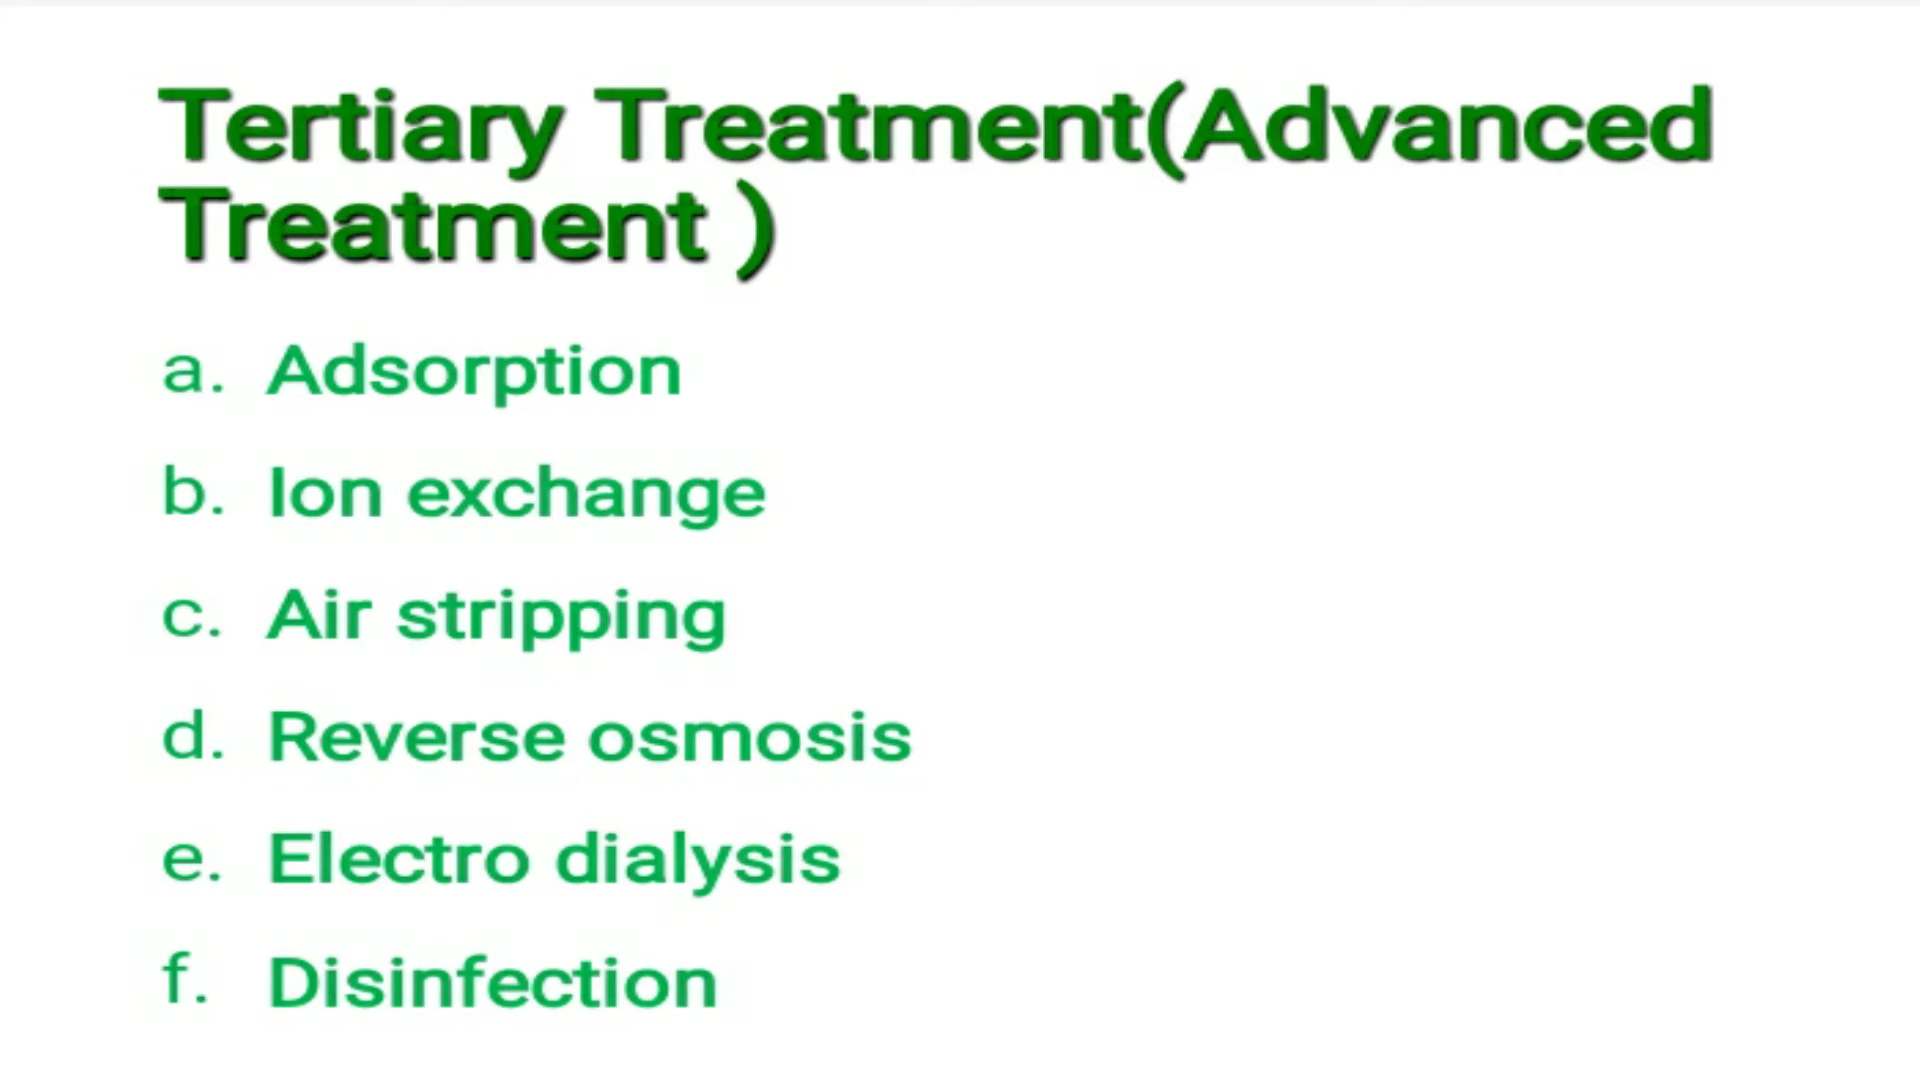 Tertiary Treatment(Advanced
Treatment )
a. Adsorption
b. Ion exchange
c. Air stripping
d. Reverse osmosis
e. Electro dialysis
f. Disinfection